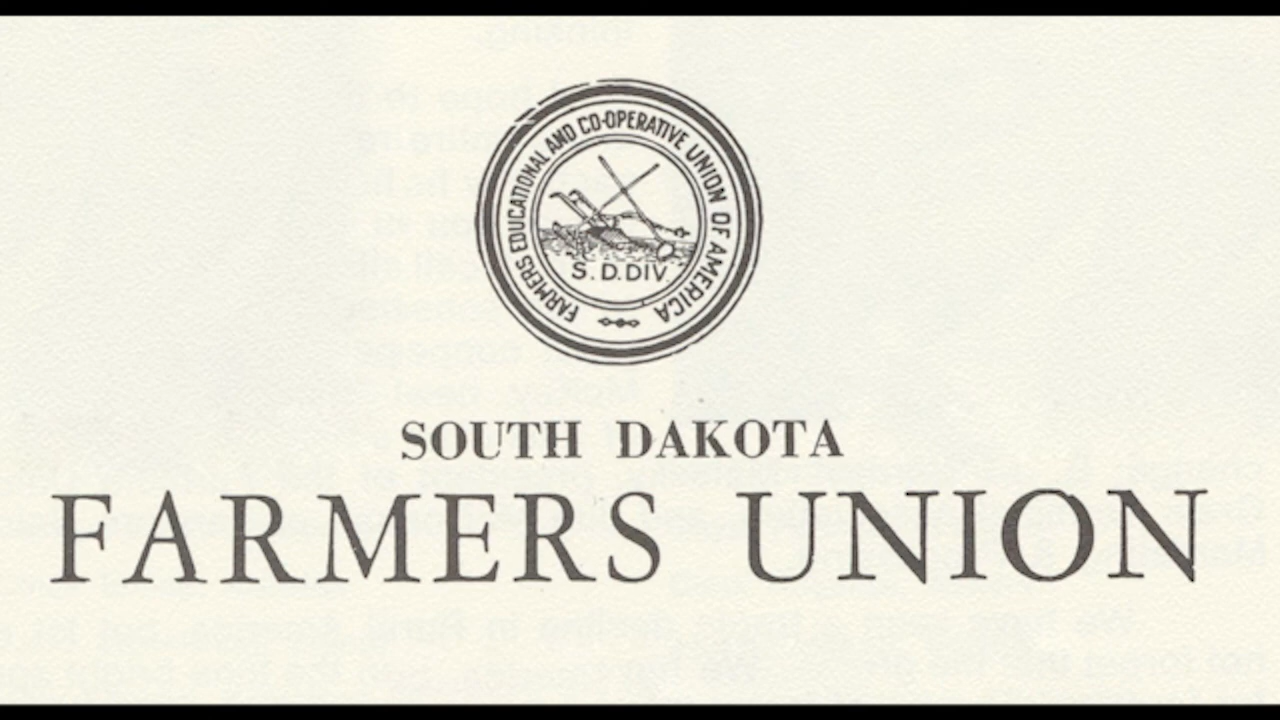 FARMERS EDUCATIONAL AND CO-OPERATIVE UNION OF AMERICA
S.D.DIV.
SOUTH DAKOTA
FARMERS UNION